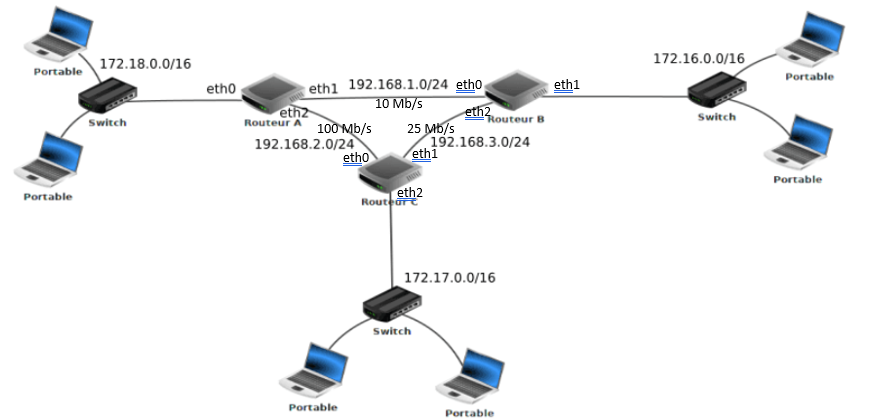 172.18.0.0/16
Portable
Switch
Portable
eth0
Routeur A
eth1
eth2
192.168.1.0/24
10 Mb/s
eth0
eth1
eth2
Routeur B
172.16.0.0/16
Portable
Switch
Portable
100 Mb/s
192.168.2.0/24
25 Mb/s
192.168.3.0/24
eth0
eth1
eth2
Routeur C
172.17.0.0/16
Switch
Portable
Portable